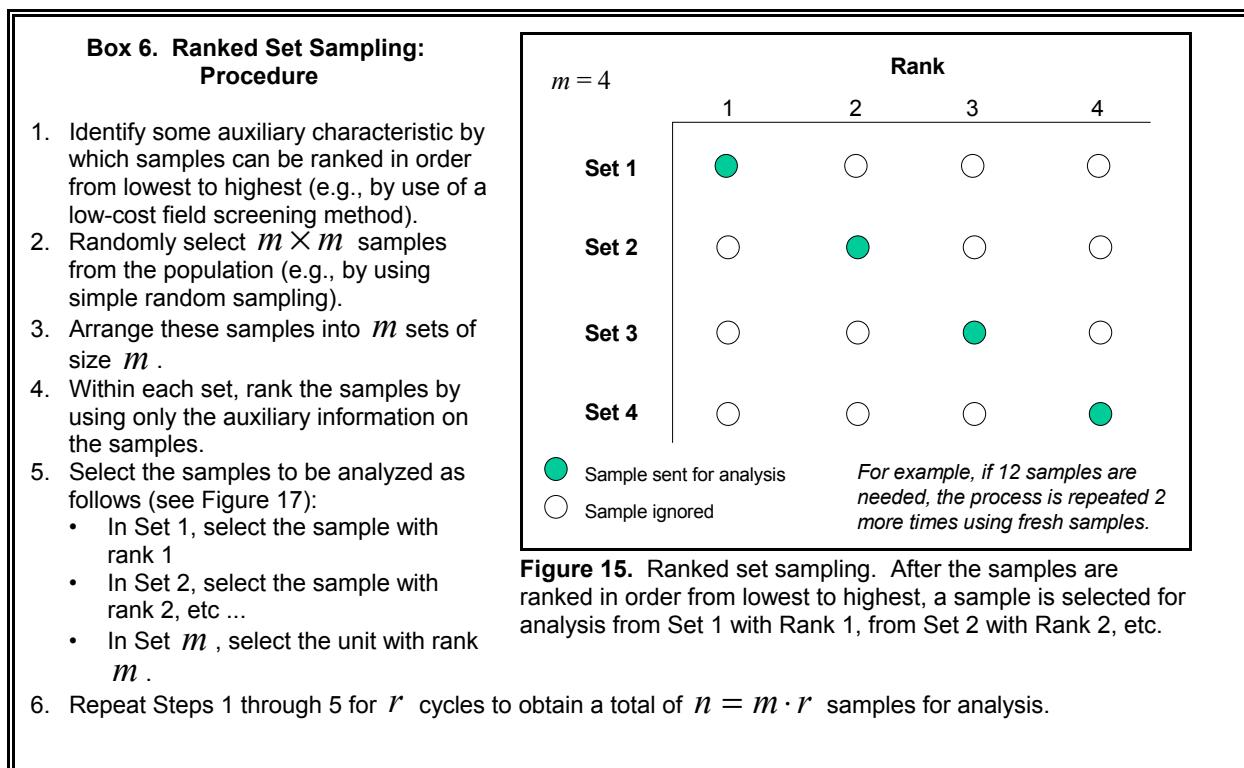 Box 6. Ranked Set Sampling:
Procedure
1. Identify some auxiliary characteristic by
which samples can be ranked in order
from lowest to highest (e.g., by use of a
low-cost field screening method).
2. Randomly select m × m samples
from the population (e.g., by using
simple random sampling).
3. Arrange these samples into m sets of
size m .
4. Within each set, rank the samples by
using only the auxiliary information on
the samples.
5. Select the samples to be analyzed as
follows (see Figure 17):
• In Set 1, select the sample with
rank 1
• In Set 2, select the sample with
rank 2, etc ...
• In Set m , select the unit with rank
m .
6. Repeat Steps 1 through 5 for r cycles to obtain a total of n = m · r samples for analysis.
m = 4
Rank
1 2 3 4
Set 1
Set 2
Set 3
Set 4
Sample sent for analysis
Sample ignored
For example, if 12 samples are
needed, the process is repeated 2
more times using fresh samples.
Figure 15. Ranked set sampling. After the samples are
ranked in order from lowest to highest, a sample is selected for
analysis from Set 1 with Rank 1, from Set 2 with Rank 2, etc.